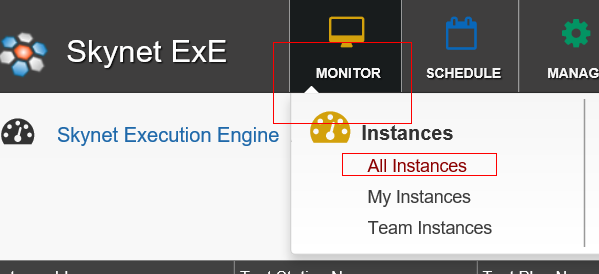 Skynet ExE
MONITOR
SCHEDULE
MANAG
Skynet Execution Engine
Instances
All Instances
My Instances
Team Instances